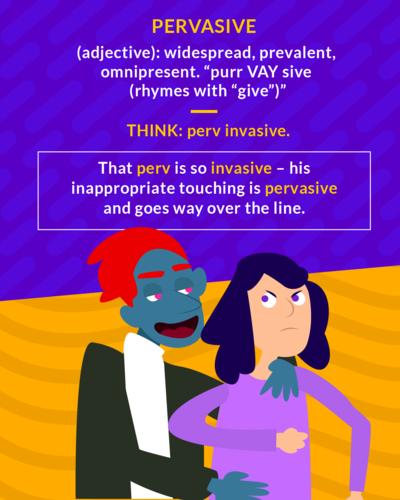 PERVASIVE
(adjective): widespread, prevalent,
omnipresent. “purr VAY sive
(rhymes with “give”)”
THINK: perv invasive.
That perv is so invasive – his
inappropriate touching is pervasive
and goes way over the line.